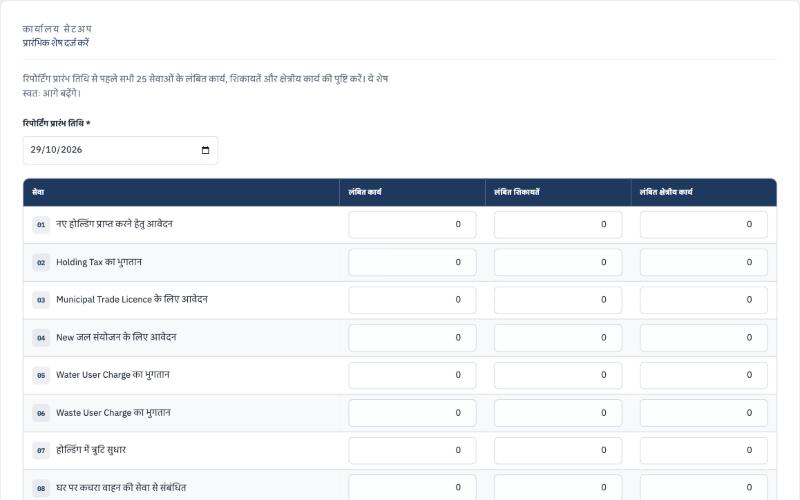 कार्यालय सेटअप
प्रारंभिक शेष दर्ज करें
रिपोर्टिंग प्रारंभ तिथि से पहले सभी 25 सेवाओं के लंबित कार्य, शिकायतें और क्षेत्रीय कार्य की पुष्टि करें। ये शेष
स्वतः आगे बढ़ेंगे।
रिपोर्टिंग प्रारंभ तिथि *
29/10/2026
सेवा लंबित कार्य लंबित शिकायतें लंबित क्षेत्रीय कार्य
01 नए होल्डिंग प्राप्त करने हेतु आवेदन 0 0 0
02 Holding Tax का भुगतान 0 0 0
03 Municipal Trade Licence के लिए आवेदन 0 0 0
04 New जल संयोजन के लिए आवेदन 0 0 0
05 Water User Charge का भुगतान 0 0 0
06 Waste User Charge का भुगतान 0 0 0
07 होल्डिंग में त्रुटि सुधार 0 0 0
08 घर पर कचरा वाहन की सेवा से संबंधित 0 0 0